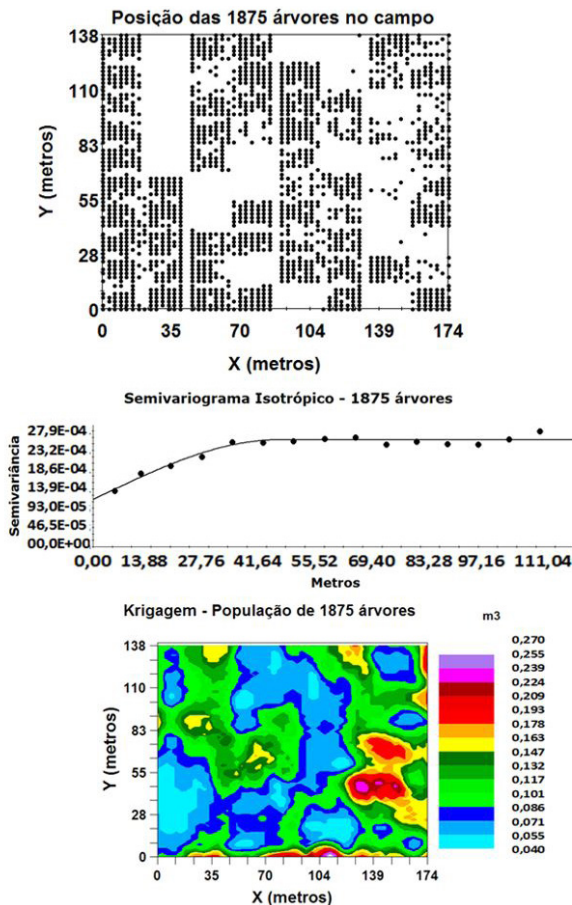 Posição das 1875 árvores no campo
138
110
83
55
28
0
Y (metros)
0 35 70 104 139 174
X (metros)
Semivariograma Isotrópico - 1875 árvores
27,9E-04
23,2E-04
18,6E-04
13,9E-04
93,0E-05
46,5E-05
00,0E+00
Semivariância
0,00 13,88 27,76 41,64 55,52 69,40 83,28 97,16 111,04
Metros
Krigagem - População de 1875 árvores
m3
138
110
83
55
28
0
Y (metros)
0 35 70 104 139 174
X (metros)
0,270
0,255
0,239
0,224
0,209
0,193
0,178
0,163
0,147
0,132
0,117
0,101
0,086
0,071
0,055
0,040